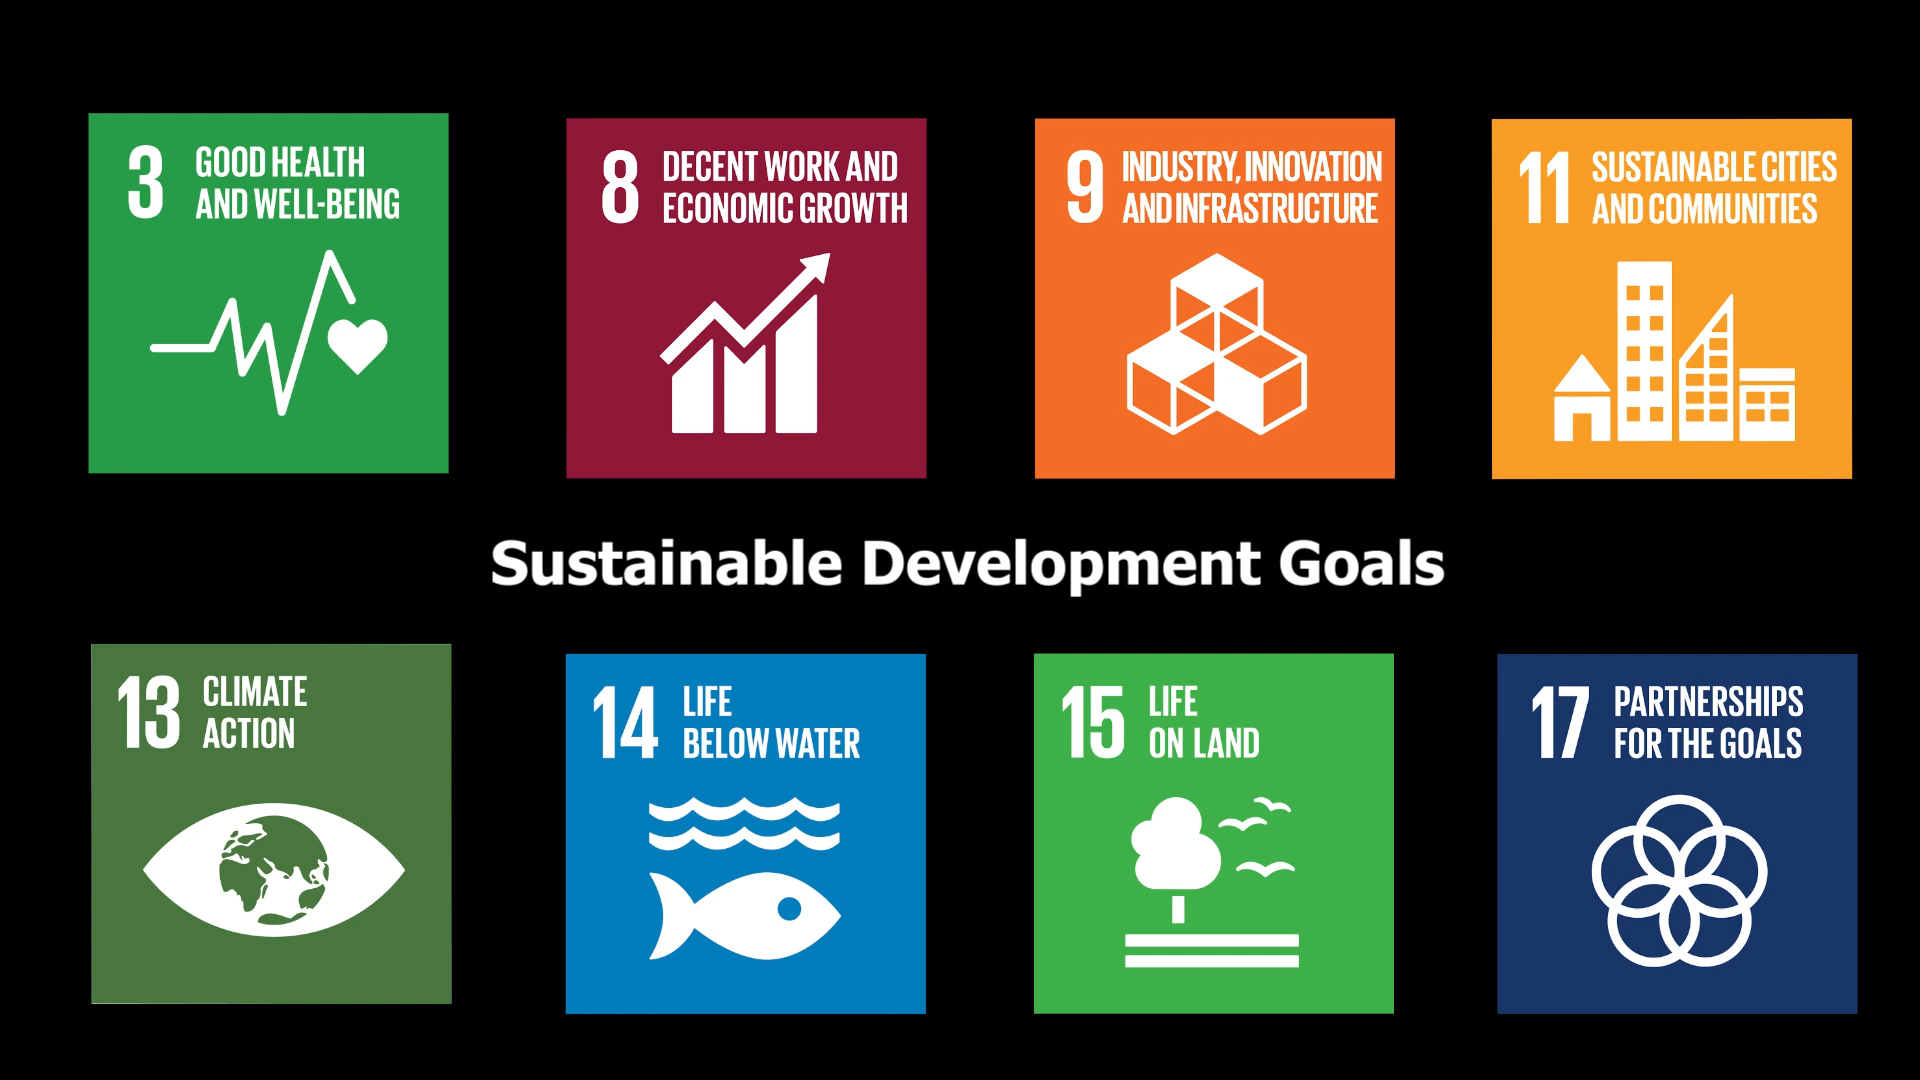 3
GOOD HEALTH
AND WELL-BEING
8
DECENT WORK AND
ECONOMIC GROWTH
9
INDUSTRY, INNOVATION
AND INFRASTRUCTURE
11
SUSTAINABLE CITIES
AND COMMUNITIES
Sustainable Development Goals
13
CLIMATE
ACTION
14
LIFE
BELOW WATER
15
LIFE
ON LAND
17
PARTNERSHIPS
FOR THE GOALS